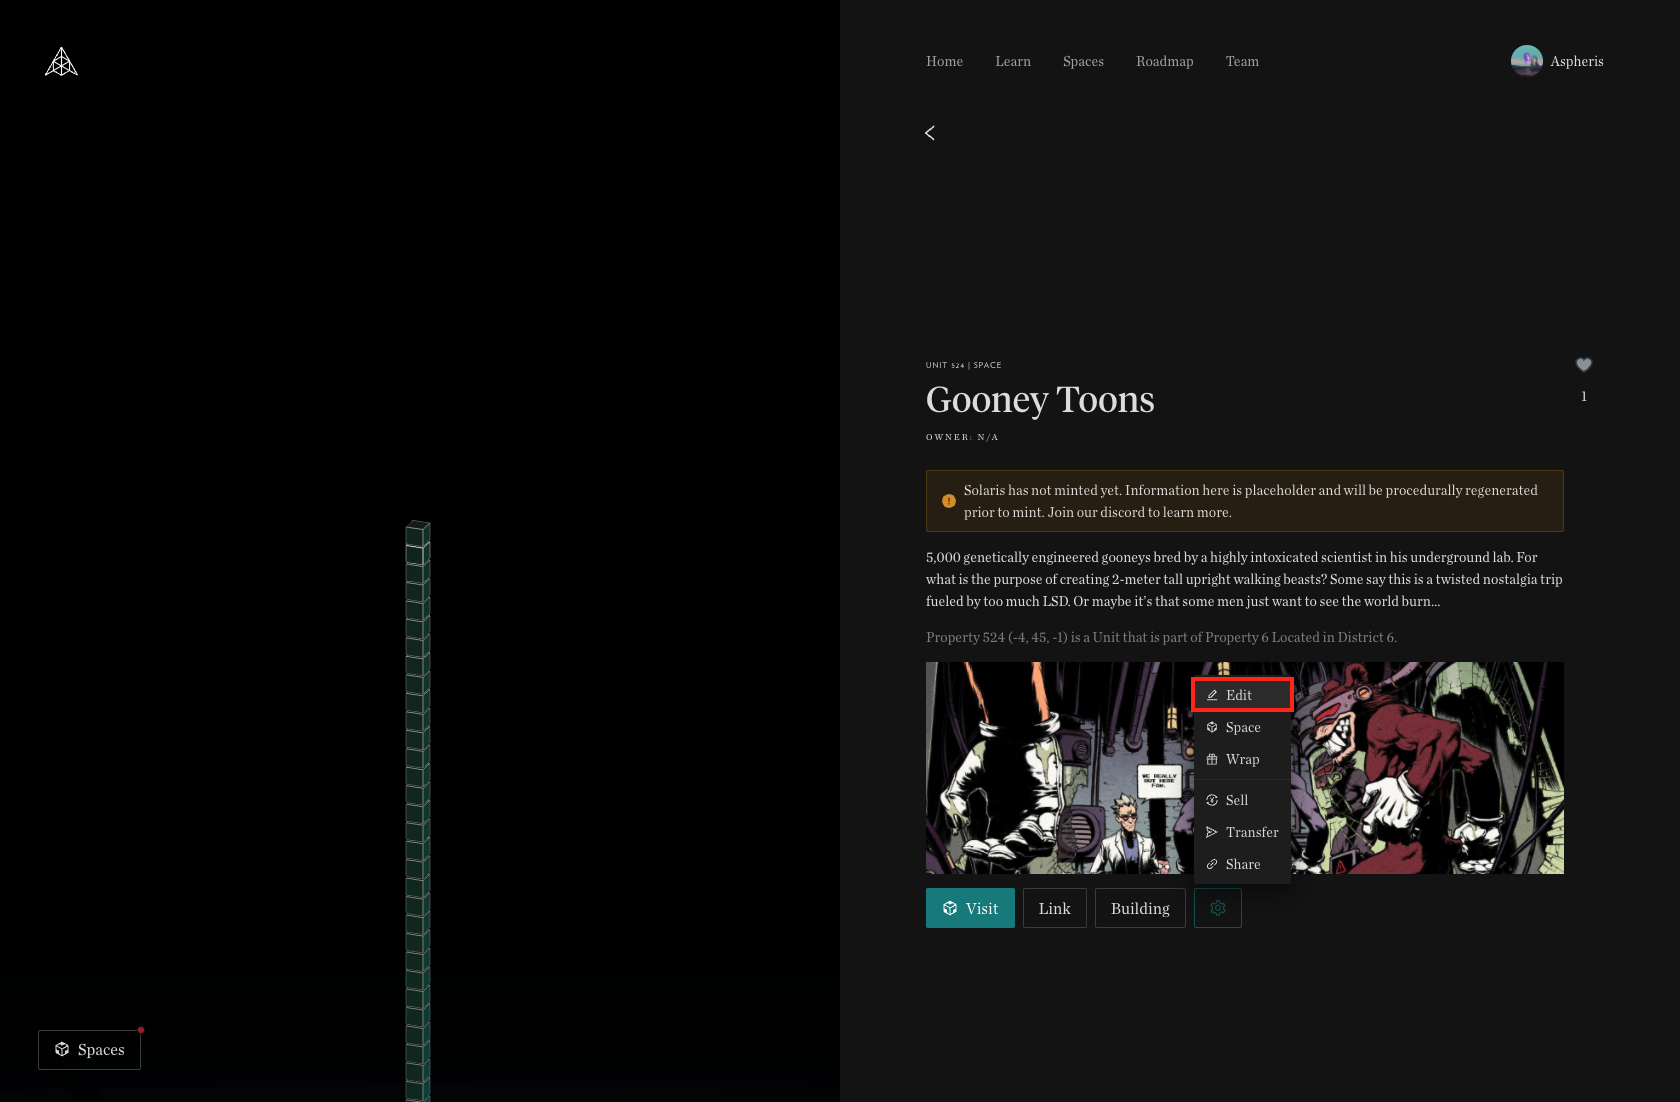 Home
Learn
Spaces
Roadmap
Team
Aspheris
UNIT 524 | SPACE
Gooney Toons
1
OWNER: N/A
Solaris has not minted yet. Information here is placeholder and will be procedurally regenerated
prior to mint. Join our discord to learn more.
5,000 genetically engineered gooneys bred by a highly intoxicated scientist in his underground lab. For
what is the purpose of creating 2-meter tall upright walking beasts? Some say this is a twisted nostalgia trip
fueled by too much LSD. Or maybe it's that some men just want to see the world burn...
Property 524 (-4, 45, -1) is a Unit that is part of Property 6 Located in District 6.
WE REALLY
OUT HERE
FAM.
Edit
Space
Wrap
Sell
Transfer
Share
Visit
Link
Building
Spaces